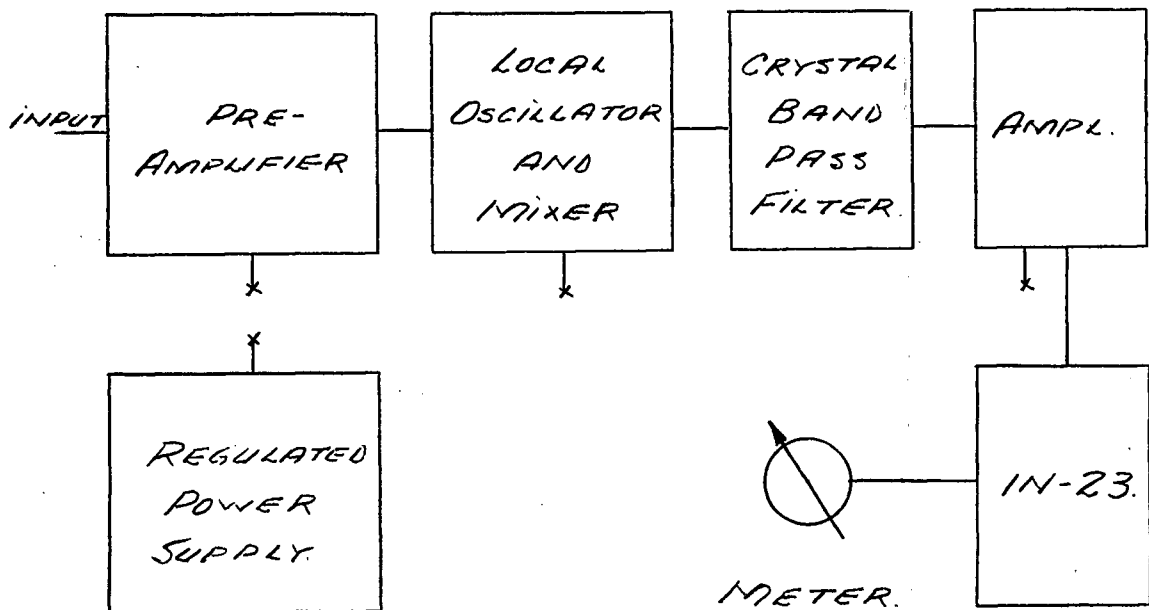 INPUT
PRE-
AMPLIFIER
LOCAL
OSCILLATOR
AND
MIXER
CRYSTAL
BAND
PASS
FILTER.
AMPL.
x
x
x
x
REGULATED
POWER
SUPPLY.
METER.
IN-23.